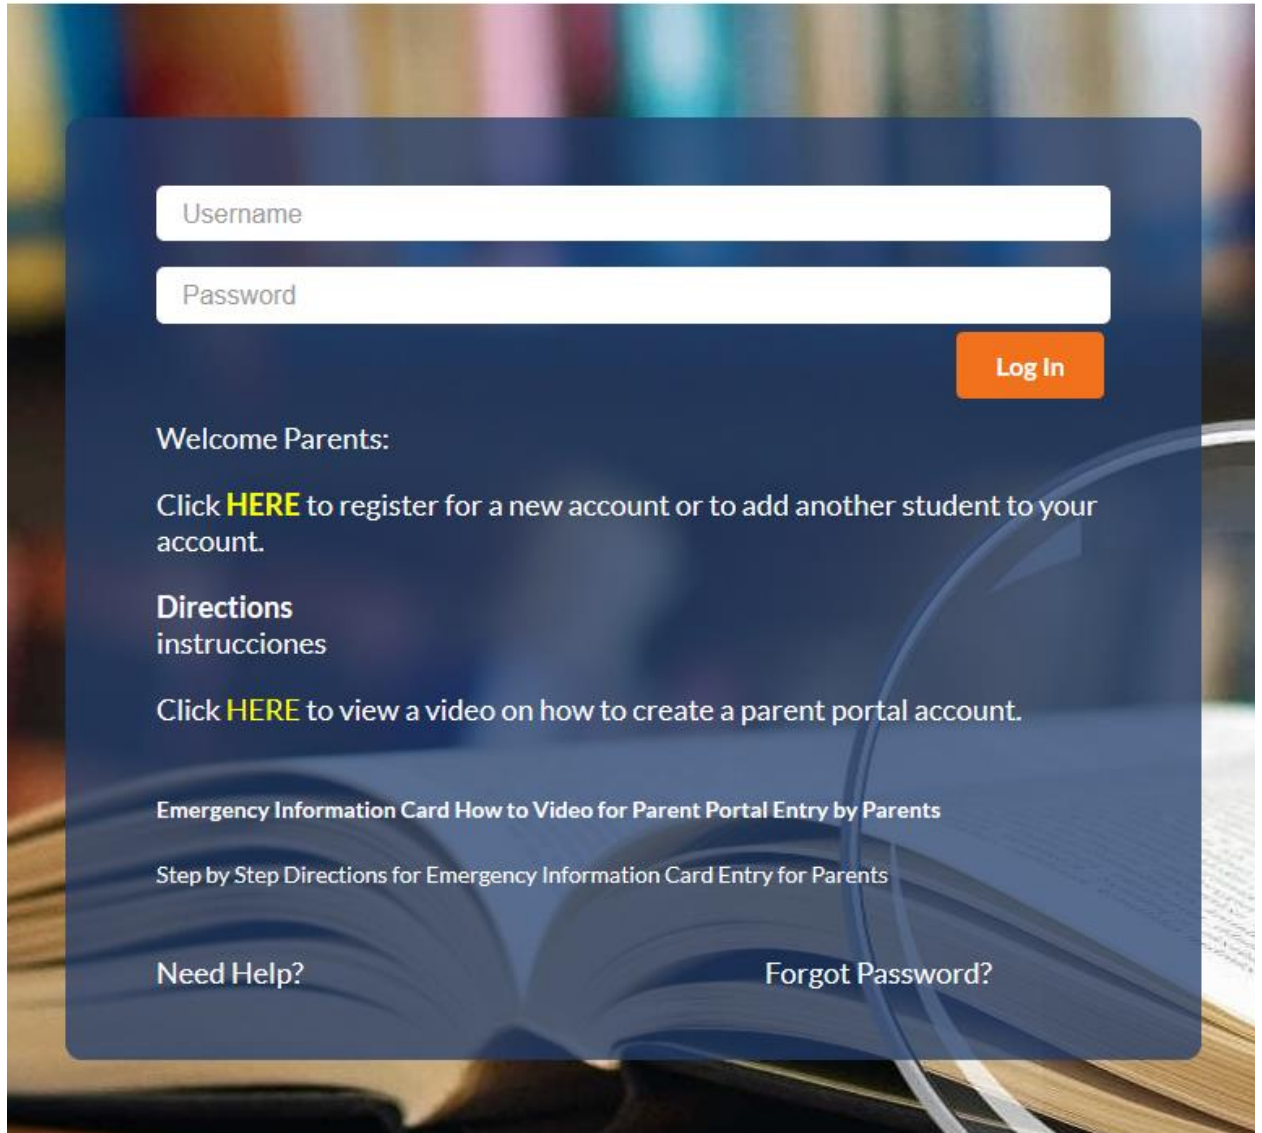 Username
Password
Log In
Welcome Parents:
Click HERE to register for a new account or to add another student to your
account.
Directions
instrucciones
Click HERE to view a video on how to create a parent portal account.
Emergency Information Card How to Video for Parent Portal Entry by Parents
Step by Step Directions for Emergency Information Card Entry for Parents
Need Help?
Forgot Password?